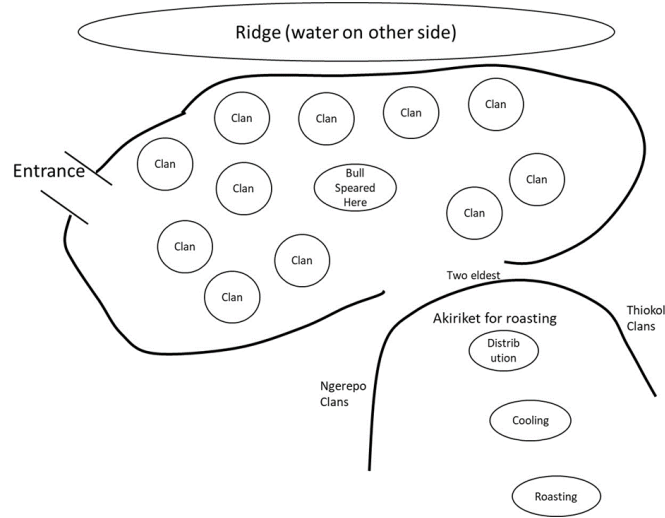 Ridge (water on other side)
Clan
Clan
Clan
Clan
Entrance
Clan
Clan
Bull
Speared
Here
Clan
Clan
Clan
Clan
Clan
Two eldest
Akiriket for roasting
Thiokol
Clans
Distrib
ution
Ngerepo
Clans
Cooling
Roasting